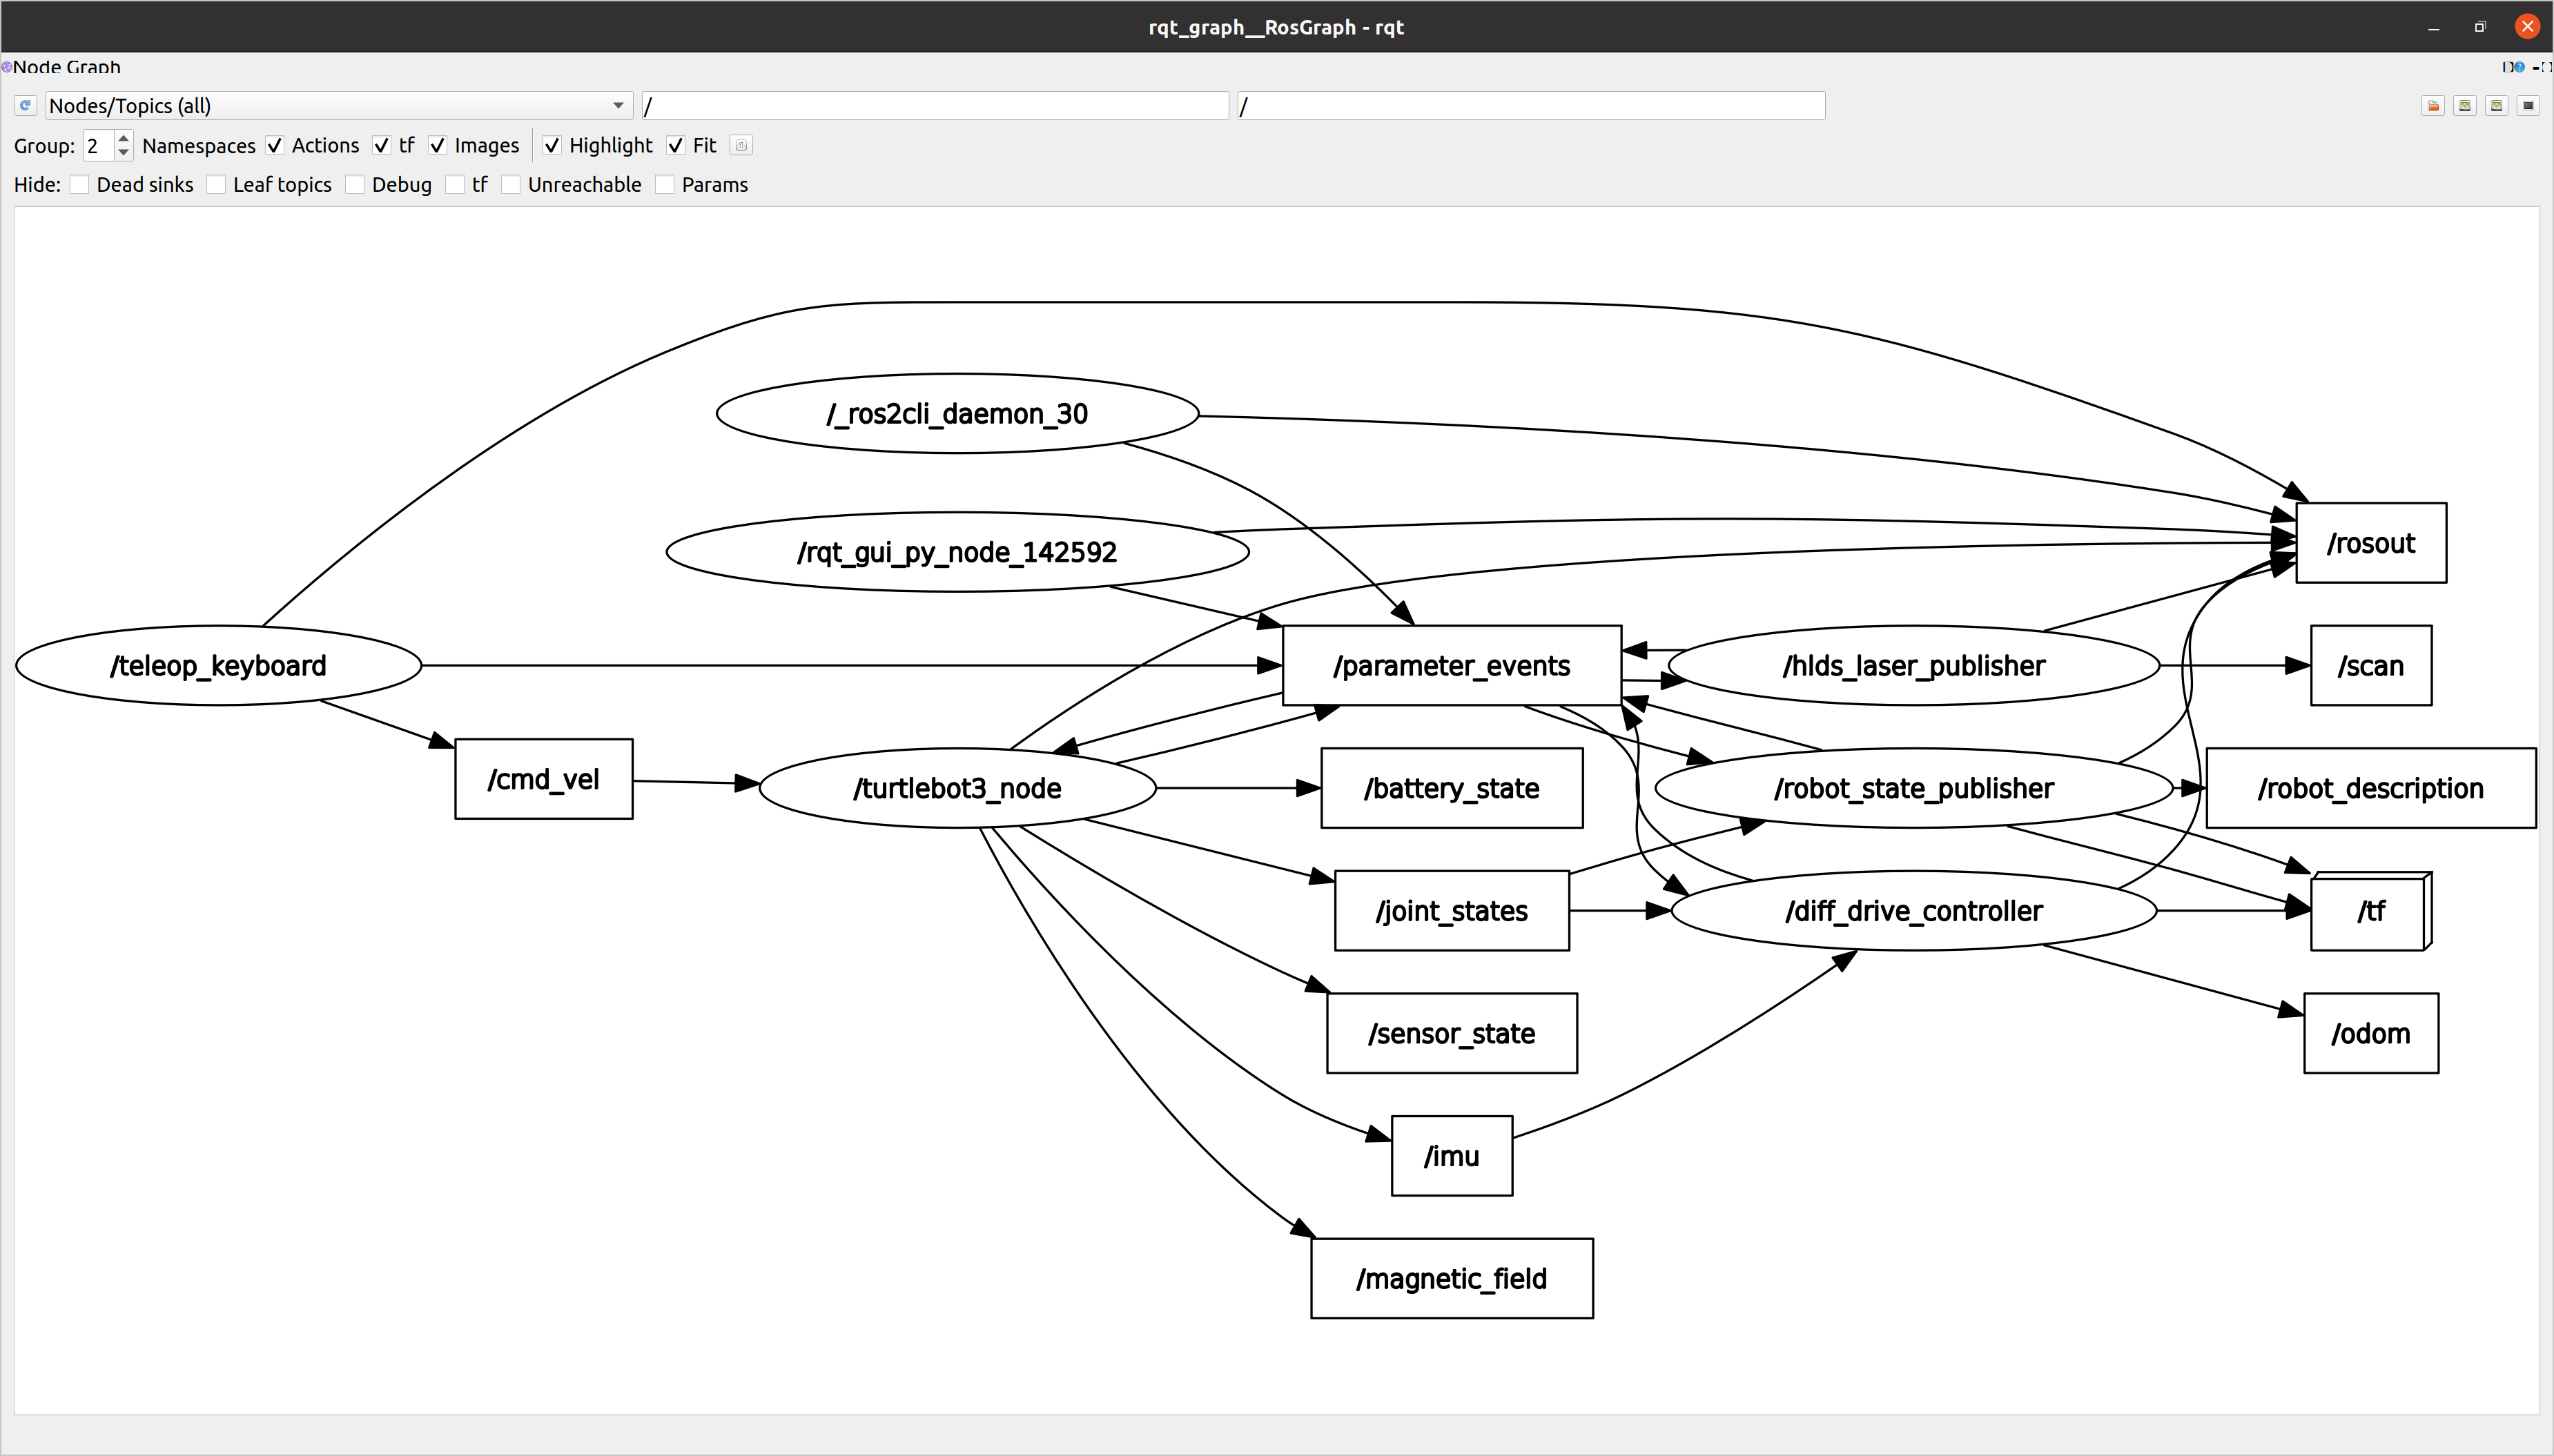 rqt_graph__RosGraph - rqt
Node Graph
Nodes/Topics (all) / /
Group: 2 Namespaces Actions tf Images Highlight Fit
Hide: Dead sinks Leaf topics Debug tf Unreachable Params
/_ros2cli_daemon_30
/rqt_gui_py_node_142592
/rosout
/teleop_keyboard
/parameter_events
/hlds_laser_publisher
/scan
/cmd_vel
/turtlebot3_node
/battery_state
/robot_state_publisher
/robot_description
/joint_states
/diff_drive_controller
/tf
/sensor_state
/odom
/imu
/magnetic_field